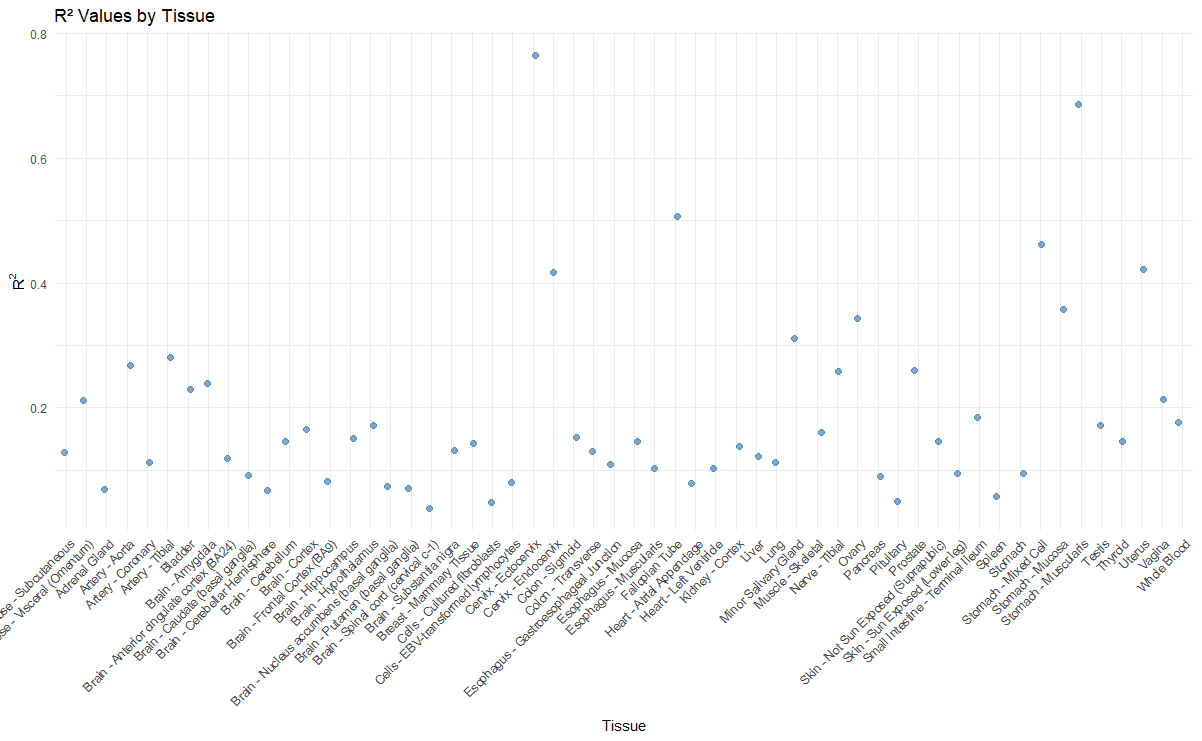 R² Values by Tissue
0.8
0.6
0.4
0.2
R²
ose - Subcutaneous
ose - Visceral (Omentum)
Adrenal Gland
Artery - Aorta
Artery - Coronary
Artery - Tibial
Bladder
Brain - Amygdala
Brain - Anterior cingulate cortex (BA24)
Brain - Caudate (basal ganglia)
Brain - Cerebellar Hemisphere
Brain - Cerebellum
Brain - Cortex
Brain - Frontal Cortex (BA9)
Brain - Hippocampus
Brain - Hypothalamus
Brain - Nucleus accumbens (basal ganglia)
Brain - Putamen (basal ganglia)
Brain - Spinal cord (cervical c-1)
Brain - Substantia nigra
Breast - Mammary Tissue
Cells - Cultured fibroblasts
Cells - EBV-transformed lymphocytes
Cervix - Ectocervix
Cervix - Endocervix
Colon - Sigmoid
Colon - Transverse
Esophagus - Gastroesophageal Junction
Esophagus - Mucosa
Esophagus - Muscularis
Fallopian Tube
Heart - Atrial Appendage
Heart - Left Ventricle
Kidney - Cortex
Liver
Lung
Minor Salivary Gland
Muscle - Skeletal
Nerve - Tibial
Ovary
Pancreas
Pituitary
Prostate
Skin - Not Sun Exposed (Suprapubic)
Skin - Sun Exposed (Lower leg)
Small Intestine - Terminal Ileum
Spleen
Stomach
Stomach - Mixed Cell
Stomach - Mucosa
Stomach - Muscularis
Testis
Thyroid
Uterus
Vagina
Whole Blood
Tissue